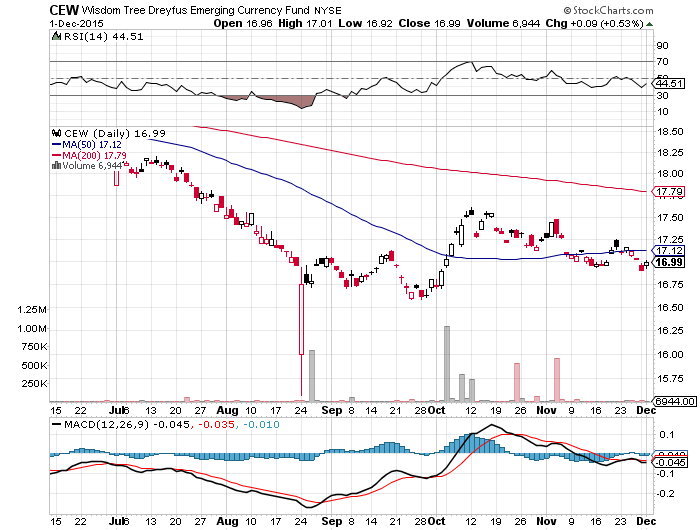 CEW Wisdom Tree Dreyfus Emerging Currency Fund NYSE © StockCharts.com
1-Dec-2015 Open 16.96 High 17.01 Low 16.92 Close 16.99 Volume 6,944 Chg +0.09 (+0.53%)
RSI(14) 44.51
90
70
50
44.51
30
10
CEW (Daily) 16.99
MA(50) 17.12
MA(200) 17.79
Volume 6,944
18.50
18.25
18.00
17.79
17.50
17.25
17.12
16.99
16.75
16.50
16.25
16.00
15.75
1.25M
1.00M
750K
500K
250K
6944.00
15 22 Jul6 13 20 27 Aug 10 17 24 Sep 8 14 21 28 Oct 12 19 26 Nov 9 16 23 Dec
MACD(12,26,9) -0.045, -0.035, -0.010
0.1
-0.045
-0.1
-0.2
15 22 Jul6 13 20 27 Aug 10 17 24 Sep 8 14 21 28 Oct 12 19 26 Nov 9 16 23 Dec